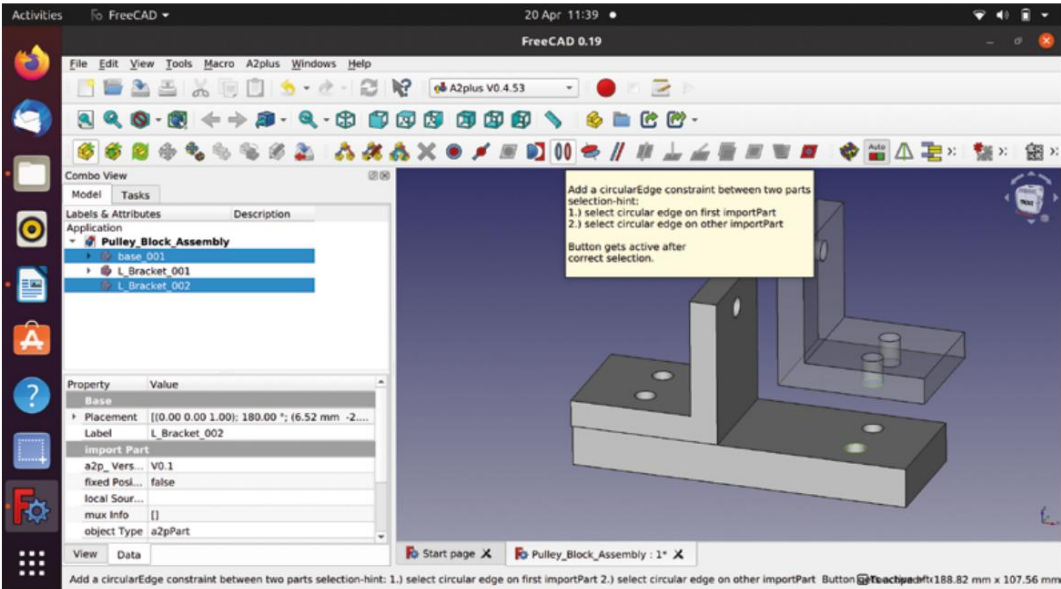 Activities
FreeCAD
20 Apr 11:39
FreeCAD 0.19
File Edit View Tools Macro A2plus Windows Help
A2plus V0.4.53
Auto
Combo View
Model Tasks
Labels & Attributes Description
Application
Pulley_Block_Assembly
base_001
L_Bracket_001
L_Bracket_002
Add a circularEdge constraint between two parts
selection-hint:
1.) select circular edge on first importPart
2.) select circular edge on other importPart
Button gets active after
correct selection.
Property Value
Base
Placement [(0.00 0.00 1.00); 180.00 °; (6.52 mm -2....
Label L_Bracket_002
import Part
a2p_Vers... V0.1
fixed Posi... false
local Sour...
mux Info []
object Type a2pPart
View Data
Start page
Pulley_Block_Assembly : 1*
Add a circularEdge constraint between two parts selection-hint: 1.) select circular edge on first importPart 2.) select circular edge on other importPart Button 188.82 mm x 107.56 mm